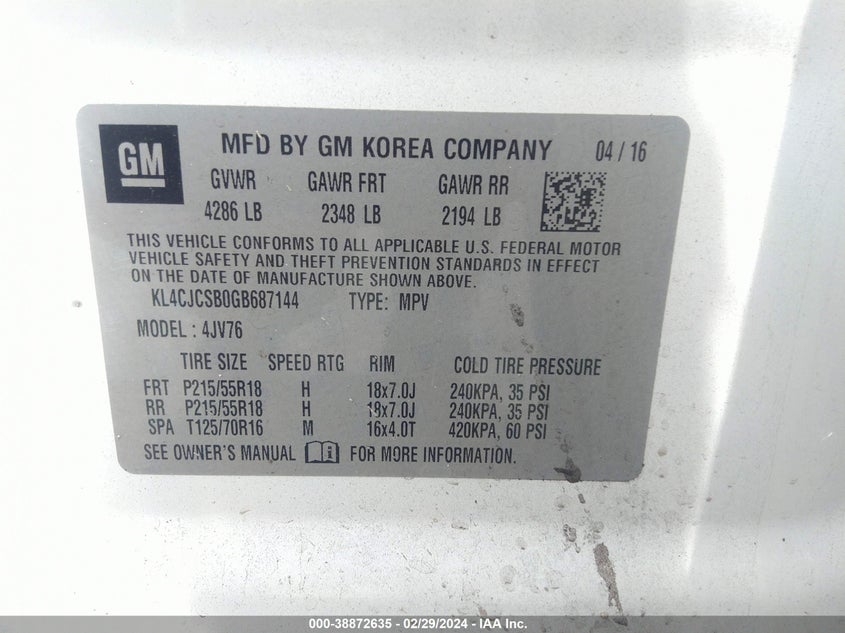 GM MFD BY GM KOREA COMPANY 04 / 16
GVWR GAWR FRT GAWR RR
4286 LB 2348 LB 2194 LB
THIS VEHICLE CONFORMS TO ALL APPLICABLE U.S. FEDERAL MOTOR
VEHICLE SAFETY AND THEFT PREVENTION STANDARDS IN EFFECT
ON THE DATE OF MANUFACTURE SHOWN ABOVE.
KL4CJCSB0GB687144 TYPE: MPV
MODEL : 4JV76
TIRE SIZE SPEED RTG RIM COLD TIRE PRESSURE
FRT P215/55R18 H 18x7.0J 240KPA, 35 PSI
RR P215/55R18 H 18x7.0J 240KPA, 35 PSI
SPA T125/70R16 M 16x4.0T 420KPA, 60 PSI
SEE OWNER'S MANUAL i FOR MORE INFORMATION.
000-38872635 - 02/29/2024 - IAA Inc.